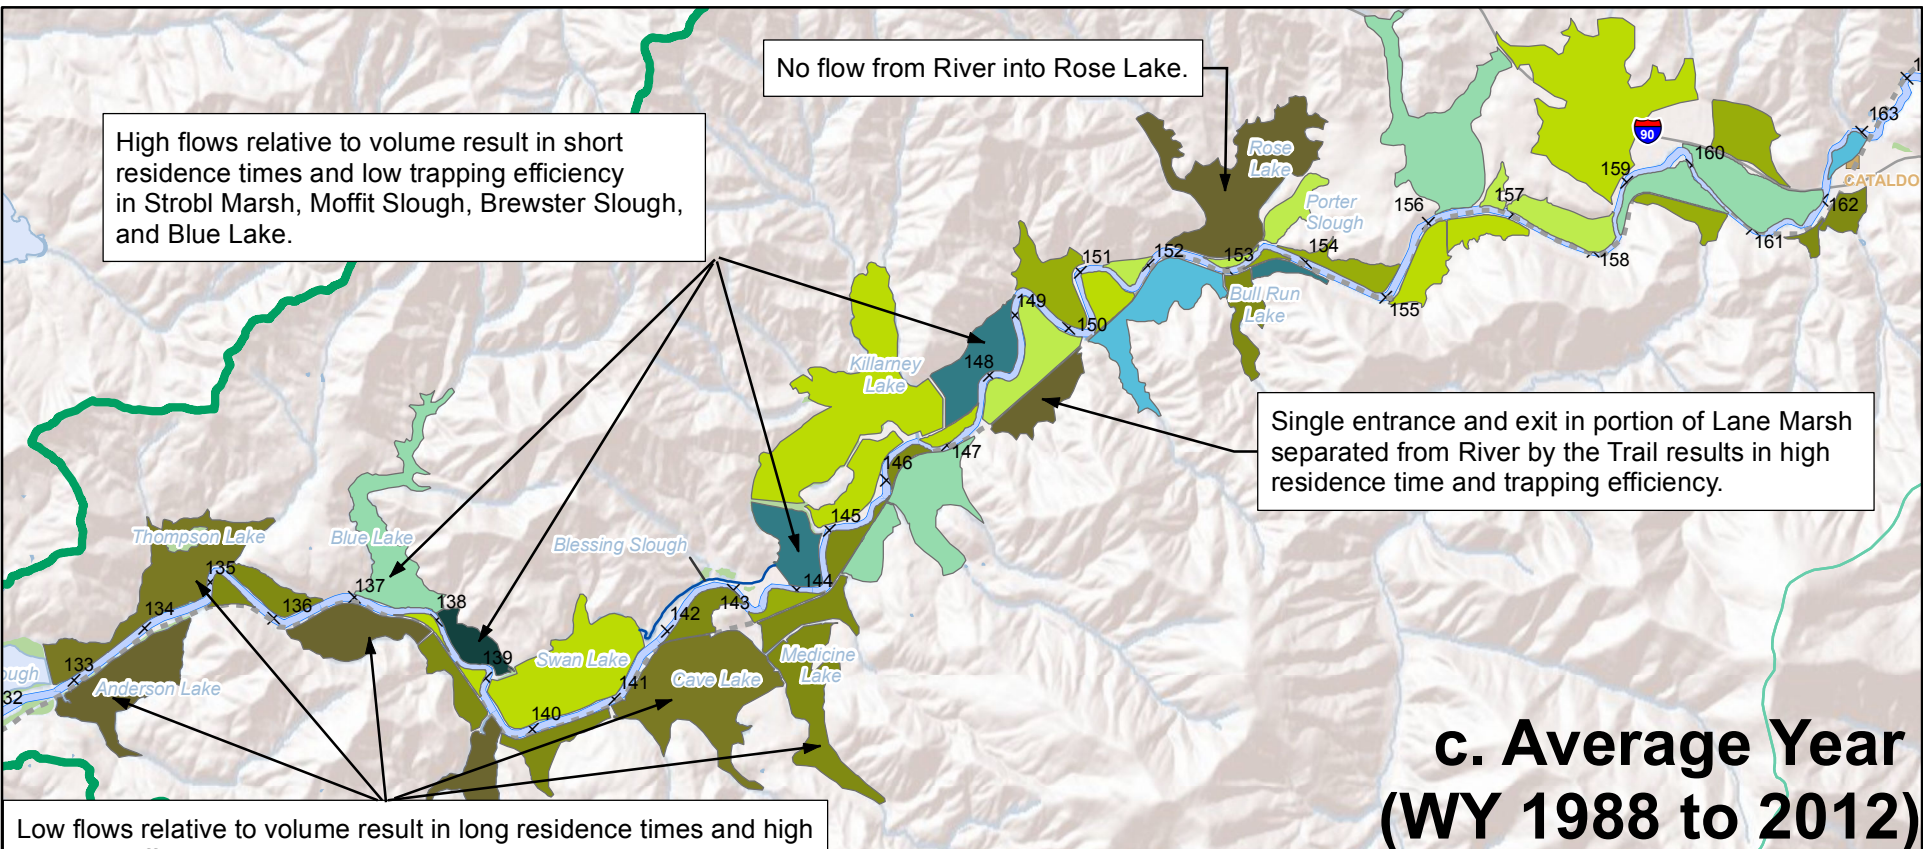 No flow from River into Rose Lake.
High flows relative to volume result in short
residence times and low trapping efficiency
in Strobl Marsh, Moffit Slough, Brewster Slough,
and Blue Lake.
Single entrance and exit in portion of Lane Marsh
separated from River by the Trail results in high
residence time and trapping efficiency.
Low flows relative to volume result in long residence times and high
c. Average Year
(WY 1988 to 2012)
Rose
Lake
Porter
Slough
Bull Run
Lake
Killarney
Lake
Thompson Lake
Blue Lake
Blessing Slough
Swan Lake
Cave Lake
Medicine
Lake
Anderson Lake
CATALDO
90
133
134
135
136
137
138
139
140
141
142
143
144
145
146
147
148
149
150
151
152
153
154
155
156
157
158
159
160
161
162
163